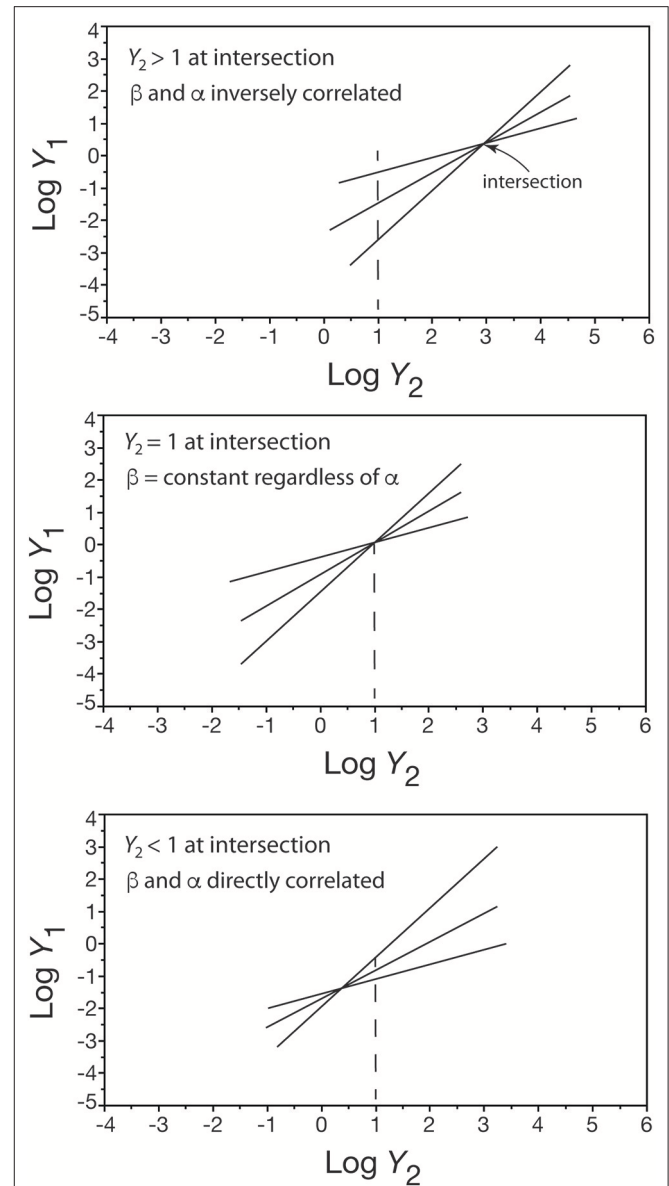 Y2 > 1 at intersection
β and α inversely correlated
intersection
Log Y1
4
3
2
1
0
-1
-2
-3
-4
-5
-4 -3 -2 -1 0 1 2 3 4 5 6
Log Y2
Y2 = 1 at intersection
β = constant regardless of α
Log Y1
4
3
2
1
0
-1
-2
-3
-4
-5
-4 -3 -2 -1 0 1 2 3 4 5 6
Log Y2
Y2 < 1 at intersection
β and α directly correlated
Log Y1
4
3
2
1
0
-1
-2
-3
-4
-5
-4 -3 -2 -1 0 1 2 3 4 5 6
Log Y2